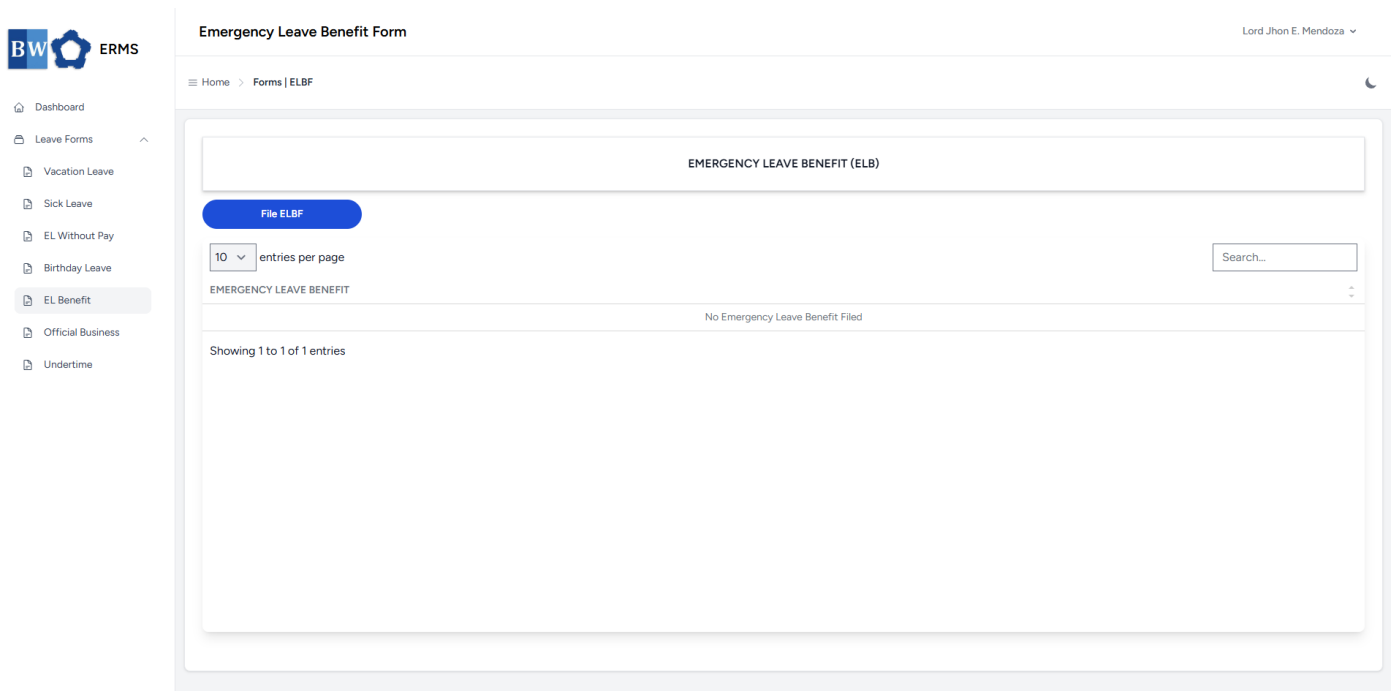 BW ERMS
Emergency Leave Benefit Form
Lord Jhon E. Mendoza
Home > Forms | ELBF
Dashboard
Leave Forms
Vacation Leave
Sick Leave
EL Without Pay
Birthday Leave
EL Benefit
Official Business
Undertime
EMERGENCY LEAVE BENEFIT (ELB)
File ELBF
10 entries per page
Search...
EMERGENCY LEAVE BENEFIT
No Emergency Leave Benefit Filed
Showing 1 to 1 of 1 entries